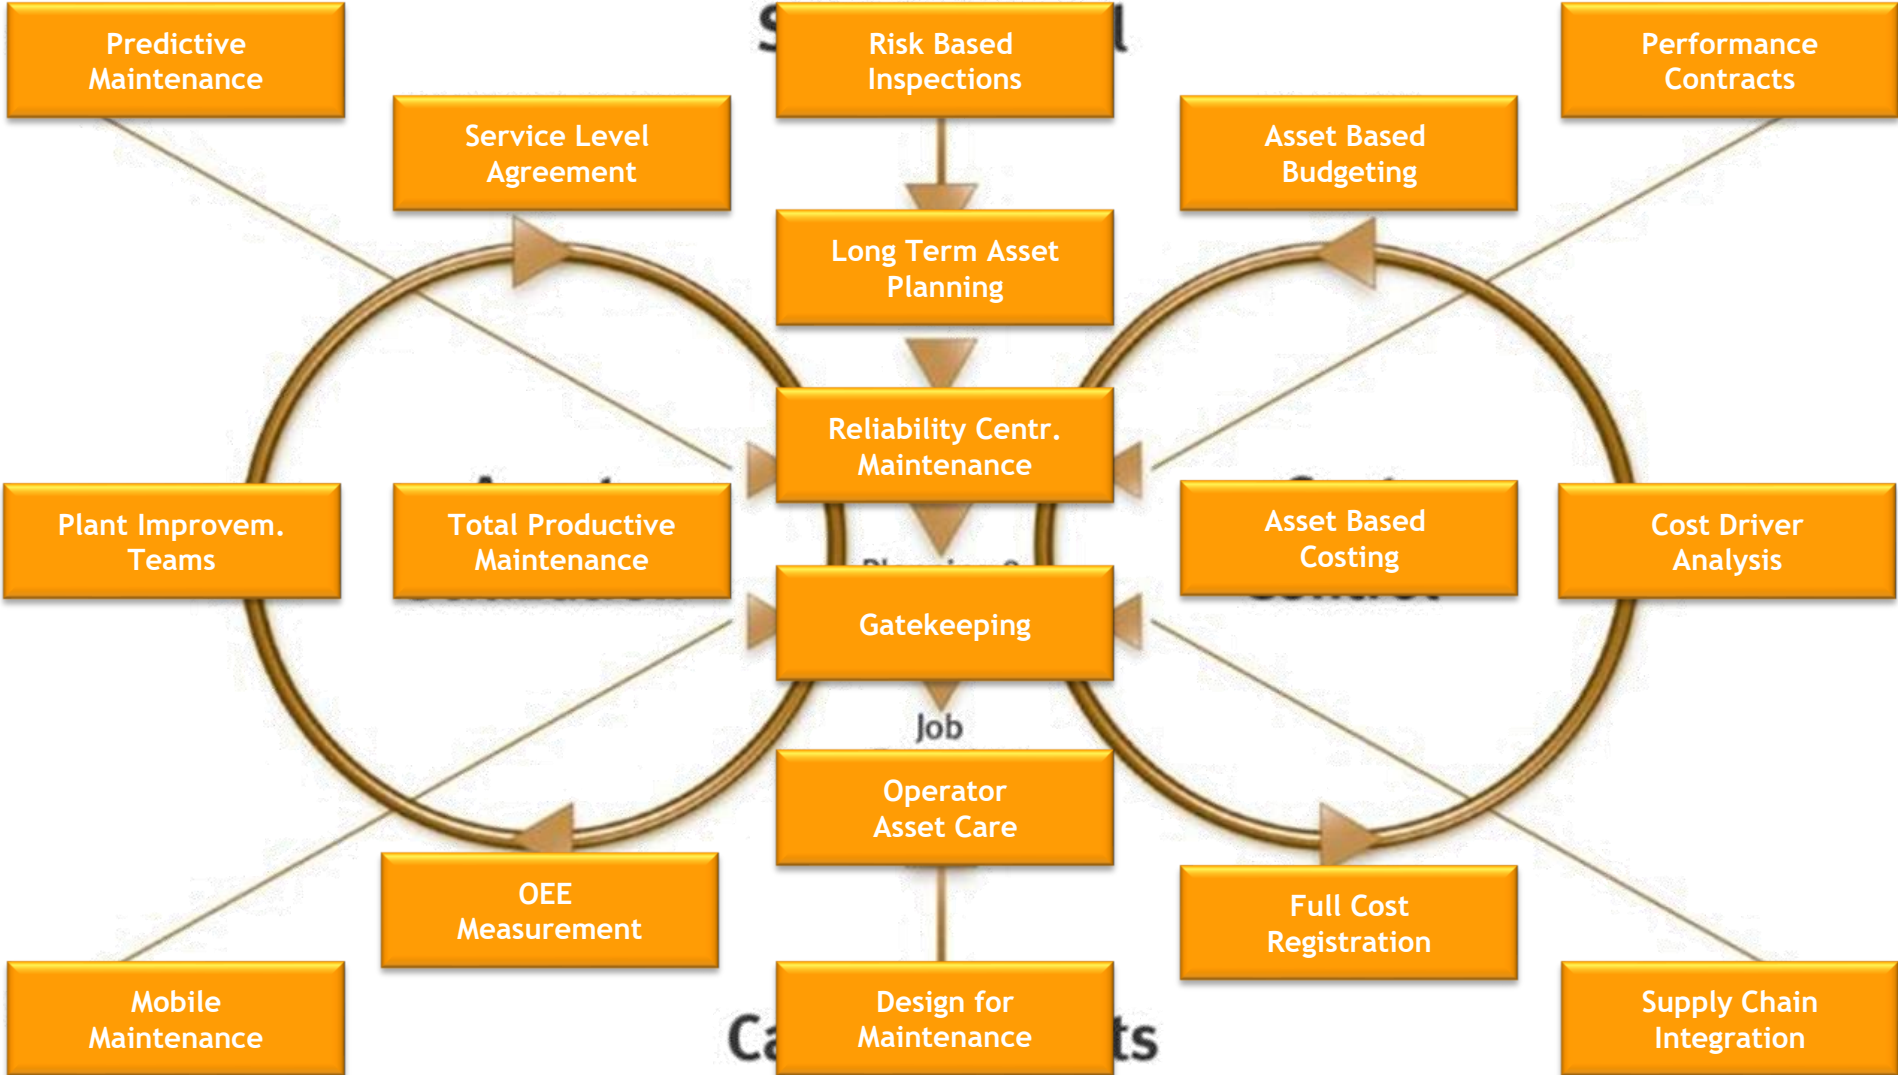 Predictive
Maintenance
Risk Based
Inspections
Performance
Contracts
Service Level
Agreement
Asset Based
Budgeting
Long Term Asset
Planning
Reliability Centr.
Maintenance
Plant Improvem.
Teams
Total Productive
Maintenance
Asset Based
Costing
Cost Driver
Analysis
Gatekeeping
Job
Operator
Asset Care
OEE
Measurement
Full Cost
Registration
Mobile
Maintenance
Design for
Maintenance
Supply Chain
Integration